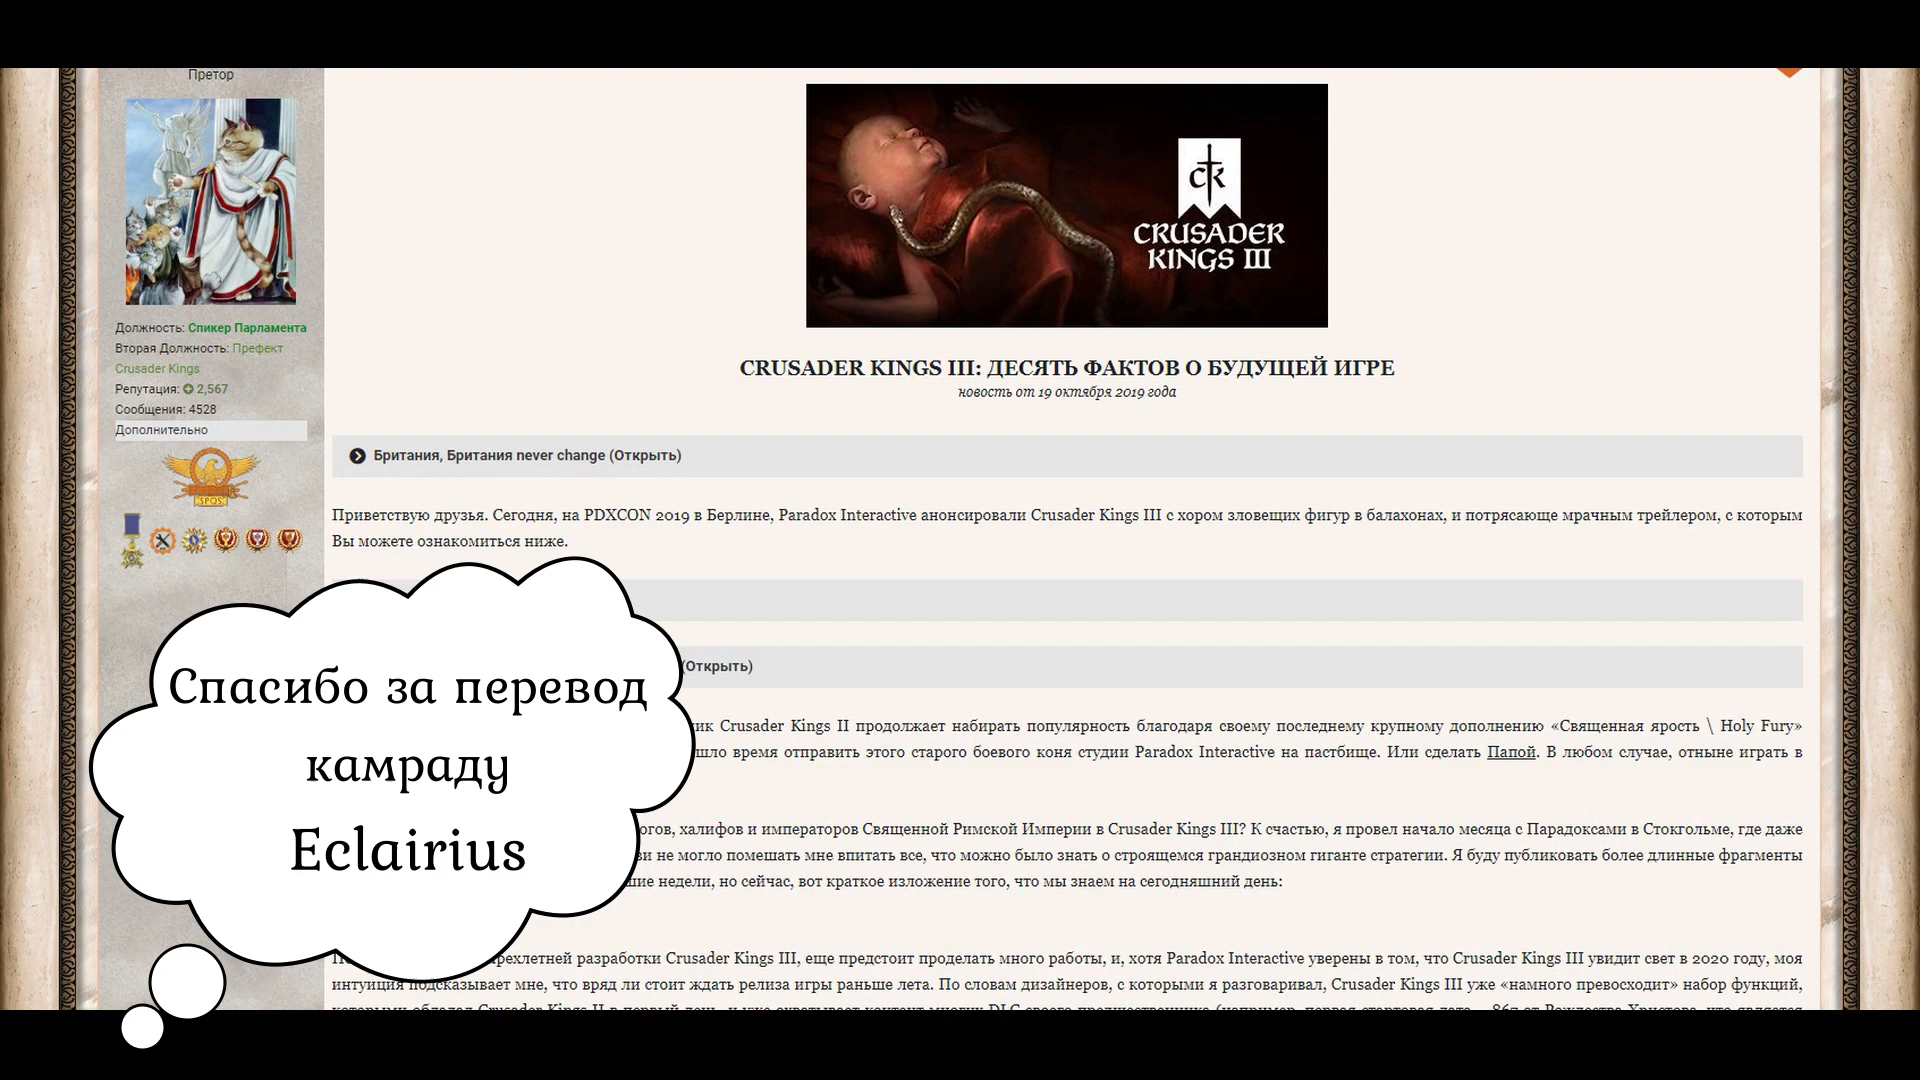 Претор
Должность: Спикер Парламента
Вторая Должность: Префект
Crusader Kings
Репутация: 2,567
Сообщения: 4528
Дополнительно
SPQS
CK
CRUSADER
KINGS III
CRUSADER KINGS III: ДЕСЯТЬ ФАКТОВ О БУДУЩЕЙ ИГРЕ
новость от 19 октября 2019 года
Британия, Британия never change (Открыть)
Приветствую друзья. Сегодня, на PDXCON 2019 в Берлине, Paradox Interactive анонсировали Crusader Kings III с хором зловещих фигур в балахонах, и потрясающе мрачным трейлером, с которым
Вы можете ознакомиться ниже.
(Открыть)
Crusader Kings II продолжает набирать популярность благодаря своему последнему крупному дополнению «Священная ярость \ Holy Fury»
время отправить этого старого боевого коня студии Paradox Interactive на пастбище. Или сделать Папой. В любом случае, отныне играть в
халифов и императоров Священной Римской Империи в Crusader Kings III? К счастью, я провел начало месяца с Парадоксами в Стокгольме, где даже
не могло помешать мне впитать все, что можно было знать о строящемся грандиозном гиганте стратегии. Я буду публиковать более длинные фрагменты
недели, но сейчас, вот краткое изложение того, что мы знаем на сегодняшний день:
разработки Crusader Kings III, еще предстоит проделать много работы, и, хотя Paradox Interactive уверены в том, что Crusader Kings III увидит свет в 2020 году, моя
интуиция подсказывает мне, что вряд ли стоит ждать релиза игры раньше лета. По словам дизайнеров, с которыми я разговаривал, Crusader Kings III уже «намного превосходит» набор функций,
Спасибо за перевод
камраду
Eclairius